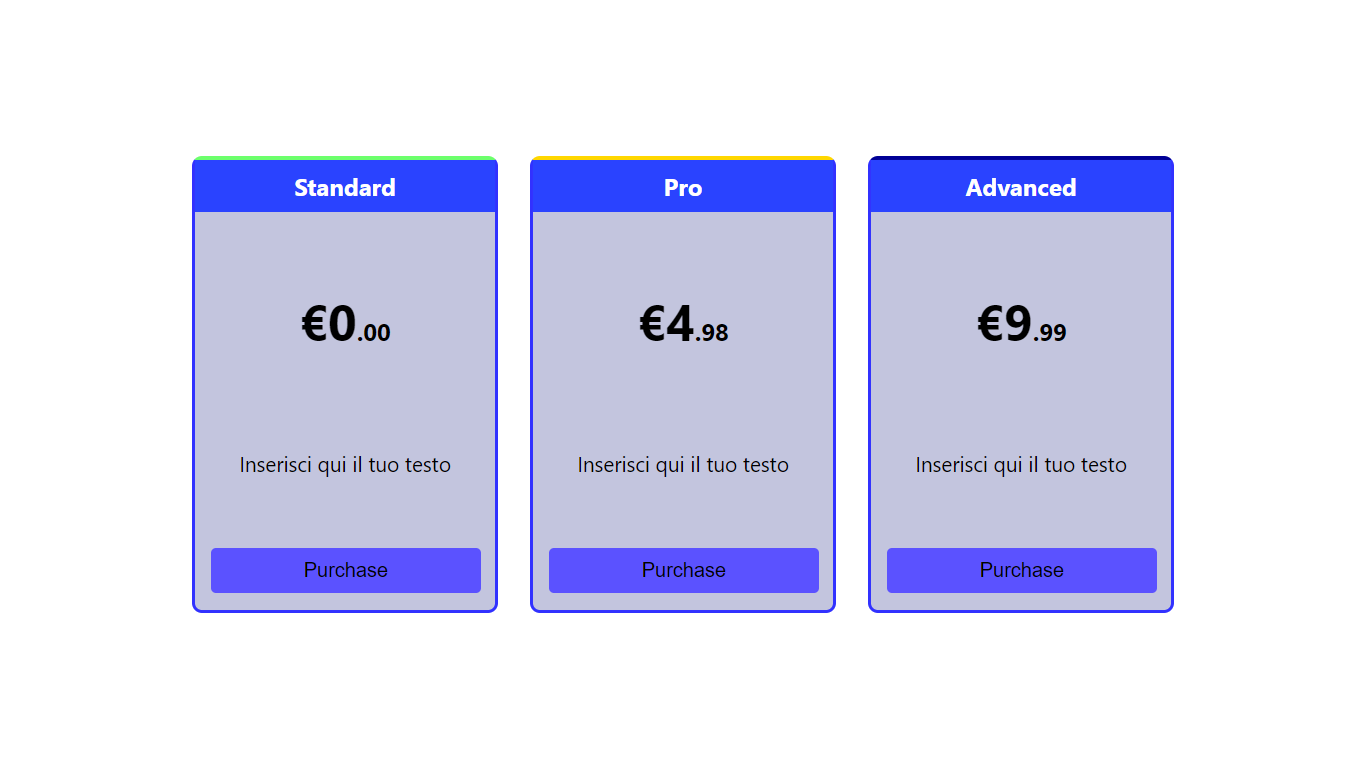 Standard
€0.00
Inserisci qui il tuo testo
Purchase
Pro
€4.98
Inserisci qui il tuo testo
Purchase
Advanced
€9.99
Inserisci qui il tuo testo
Purchase